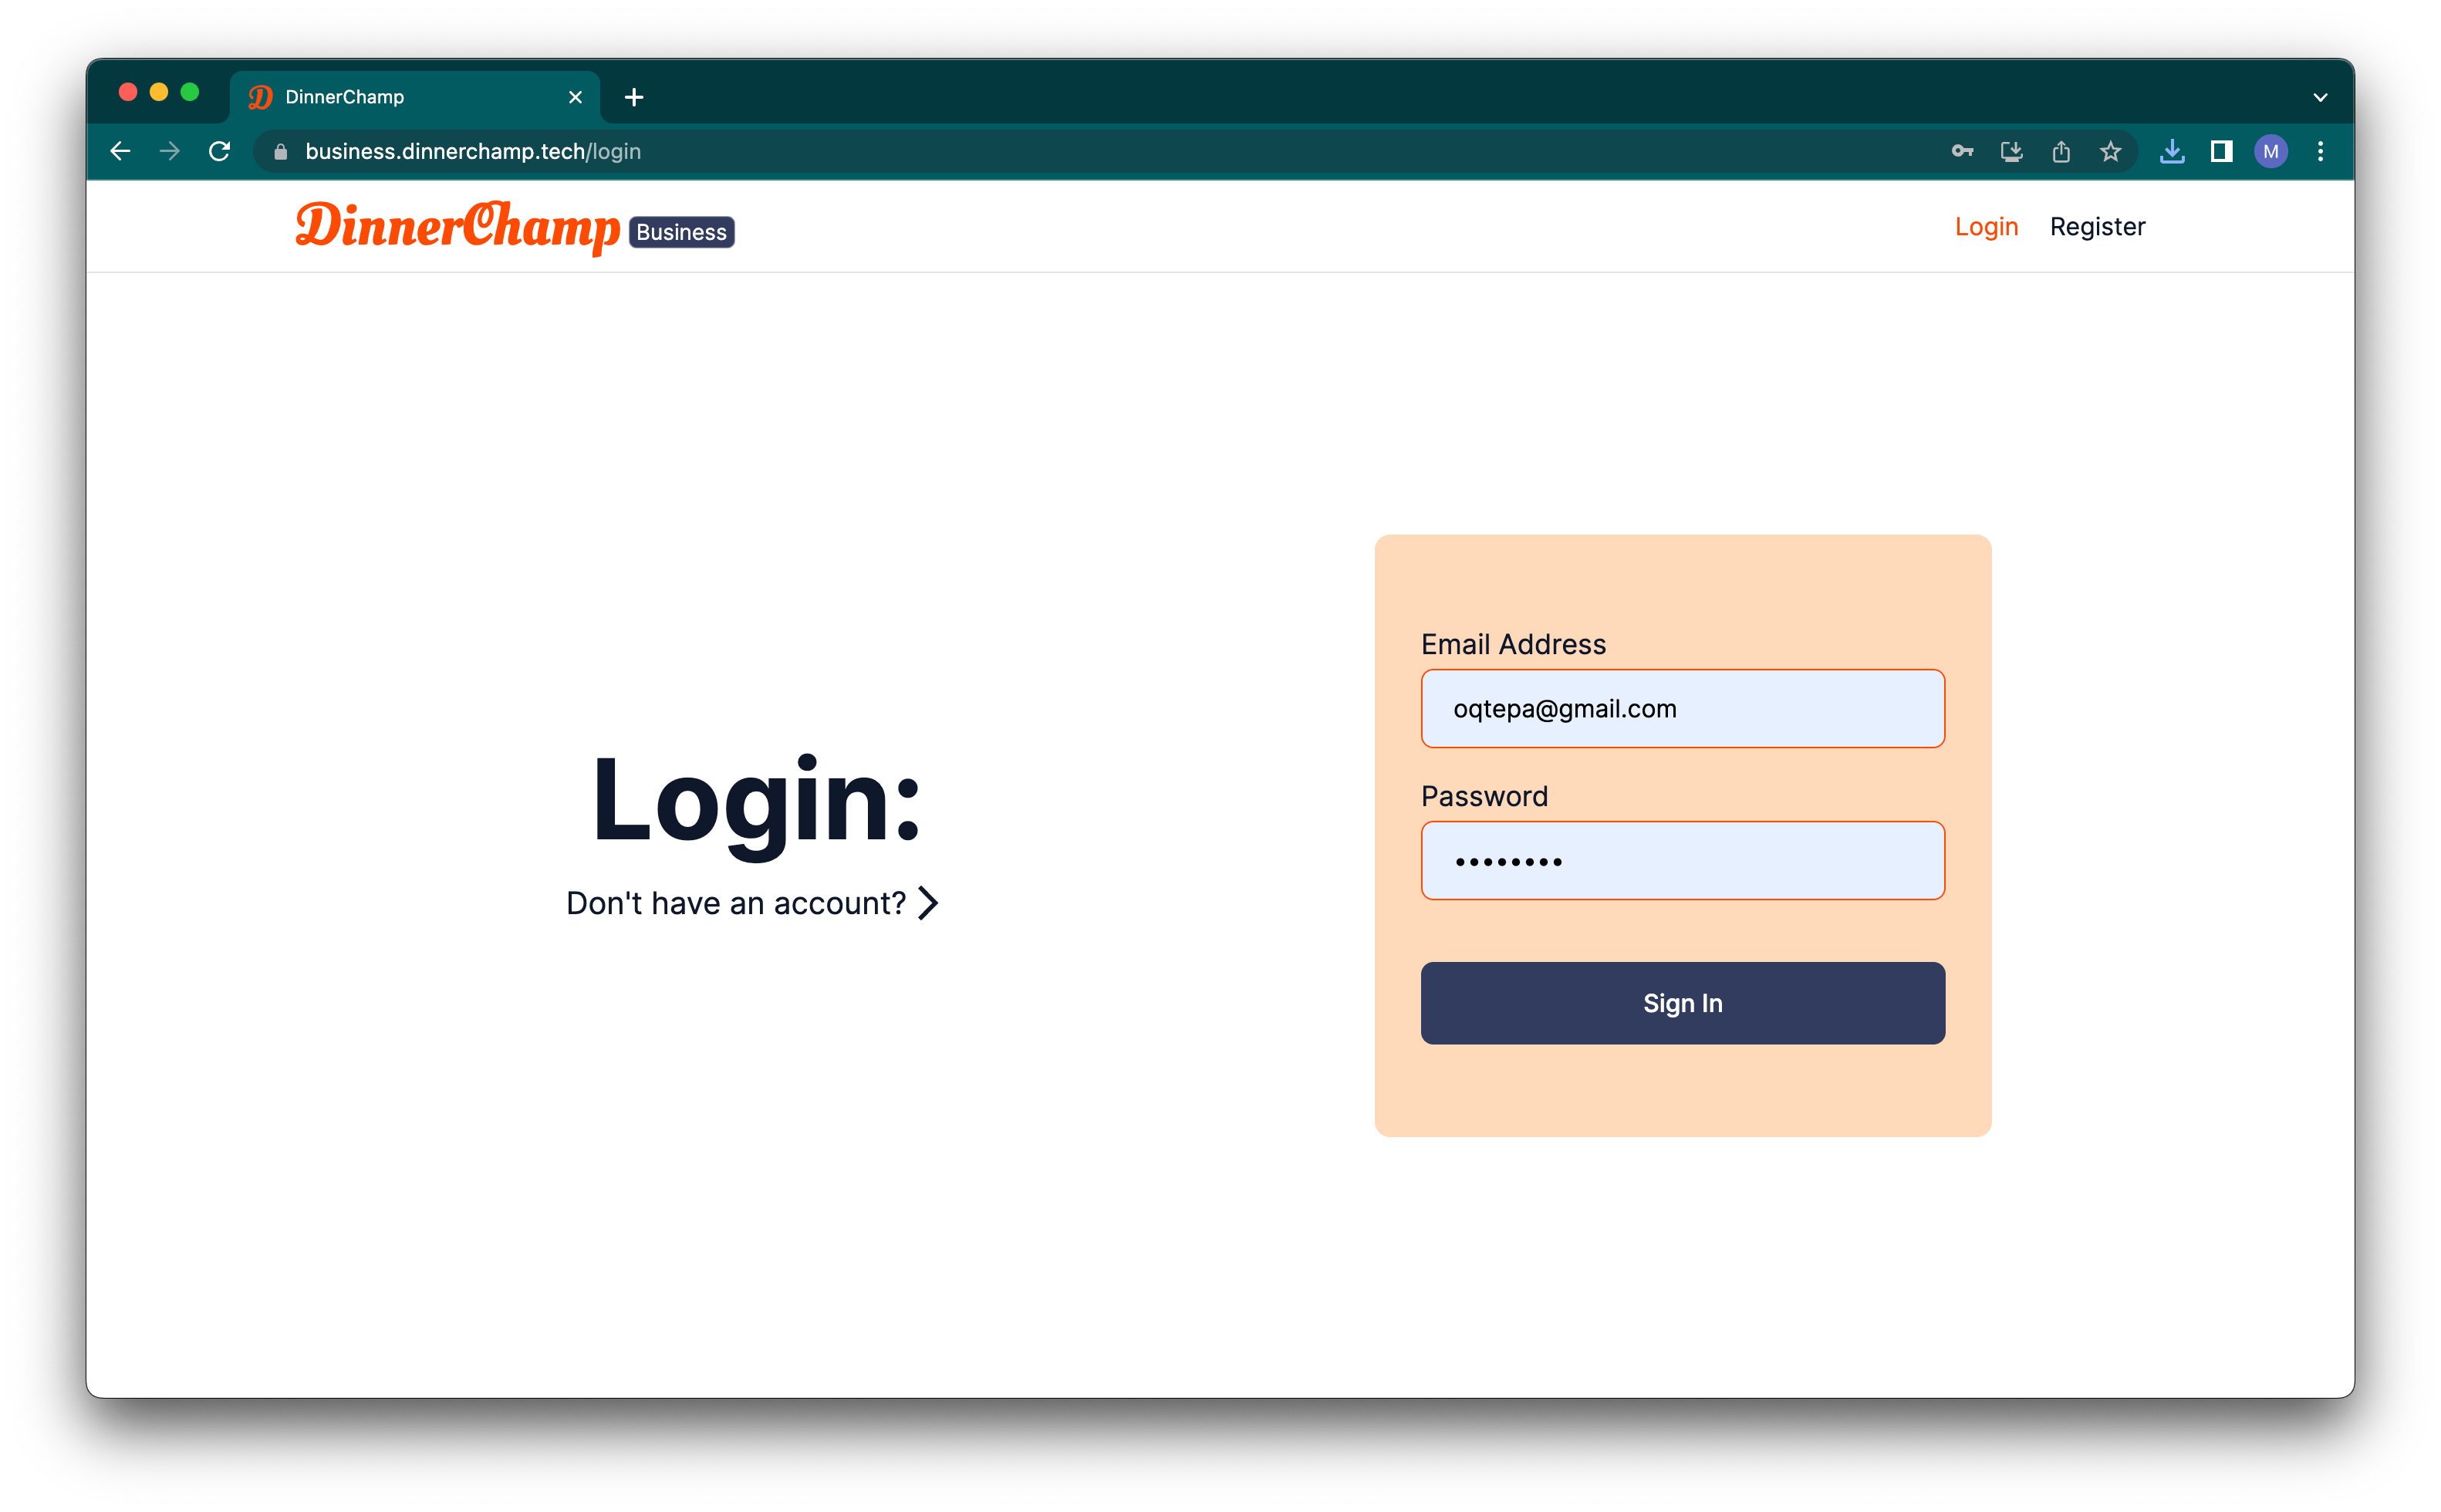 DinnerChamp
business.dinnerchamp.tech/login
M
DinnerChamp Business
Login Register
Login:
Don't have an account?
Email Address
oqtepa@gmail.com
Password
••••••••
Sign In